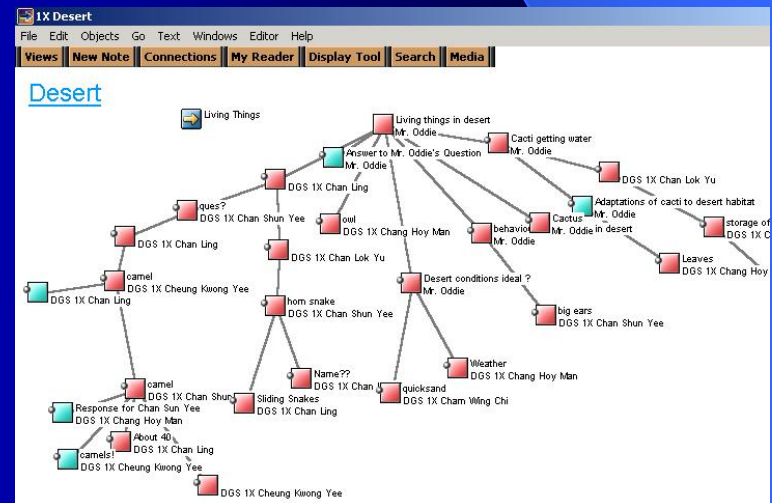 1X Desert
File Edit Objects Go Text Windows Editor Help
Views New Note Connections My Reader Display Tool Search Media
Desert
Living Things
Living things in desert
Mr. Oddie
Cacti getting water
Mr. Oddie
Answer to Mr. Oddie's Question
Mr. Oddie
DGS 1X Chan Ling
DGS 1X Chan Lok Yu
ques?
DGS 1X Chan Shun Yee
Adaptations of cacti to desert habitat
Mr. Oddie
owl
DGS 1X Chang Hoy Man
behavio
Mr. Oddie
Cactus
Mr. Oddie in desert
storage of
DGS 1X C
DGS 1X Chan Ling
DGS 1X Chan Lok Yu
Leaves
DGS 1X Chang Hoy
camel
DGS 1X Cheung Kwong Yee
Desert conditions ideal ?
Mr. Oddie
DGS 1X Chan Ling
horn snake
DGS 1X Chan Shun Yee
big ears
DGS 1X Chan Shun Yee
Weather
DGS 1X Chang Hoy Man
Name??
DGS 1X Chan
camel
DGS 1X Chan Shun
quicksand
DGS 1X Cham Wing Chi
Sliding Snakes
DGS 1X Chan Ling
Response for Chan Sun Yee
DGS 1X Chang Hoy Man
About 40
DGS 1X Chan Ling
camels!
DGS 1X Cheung Kwong Yee
DGS 1X Cheung Kwong Yee